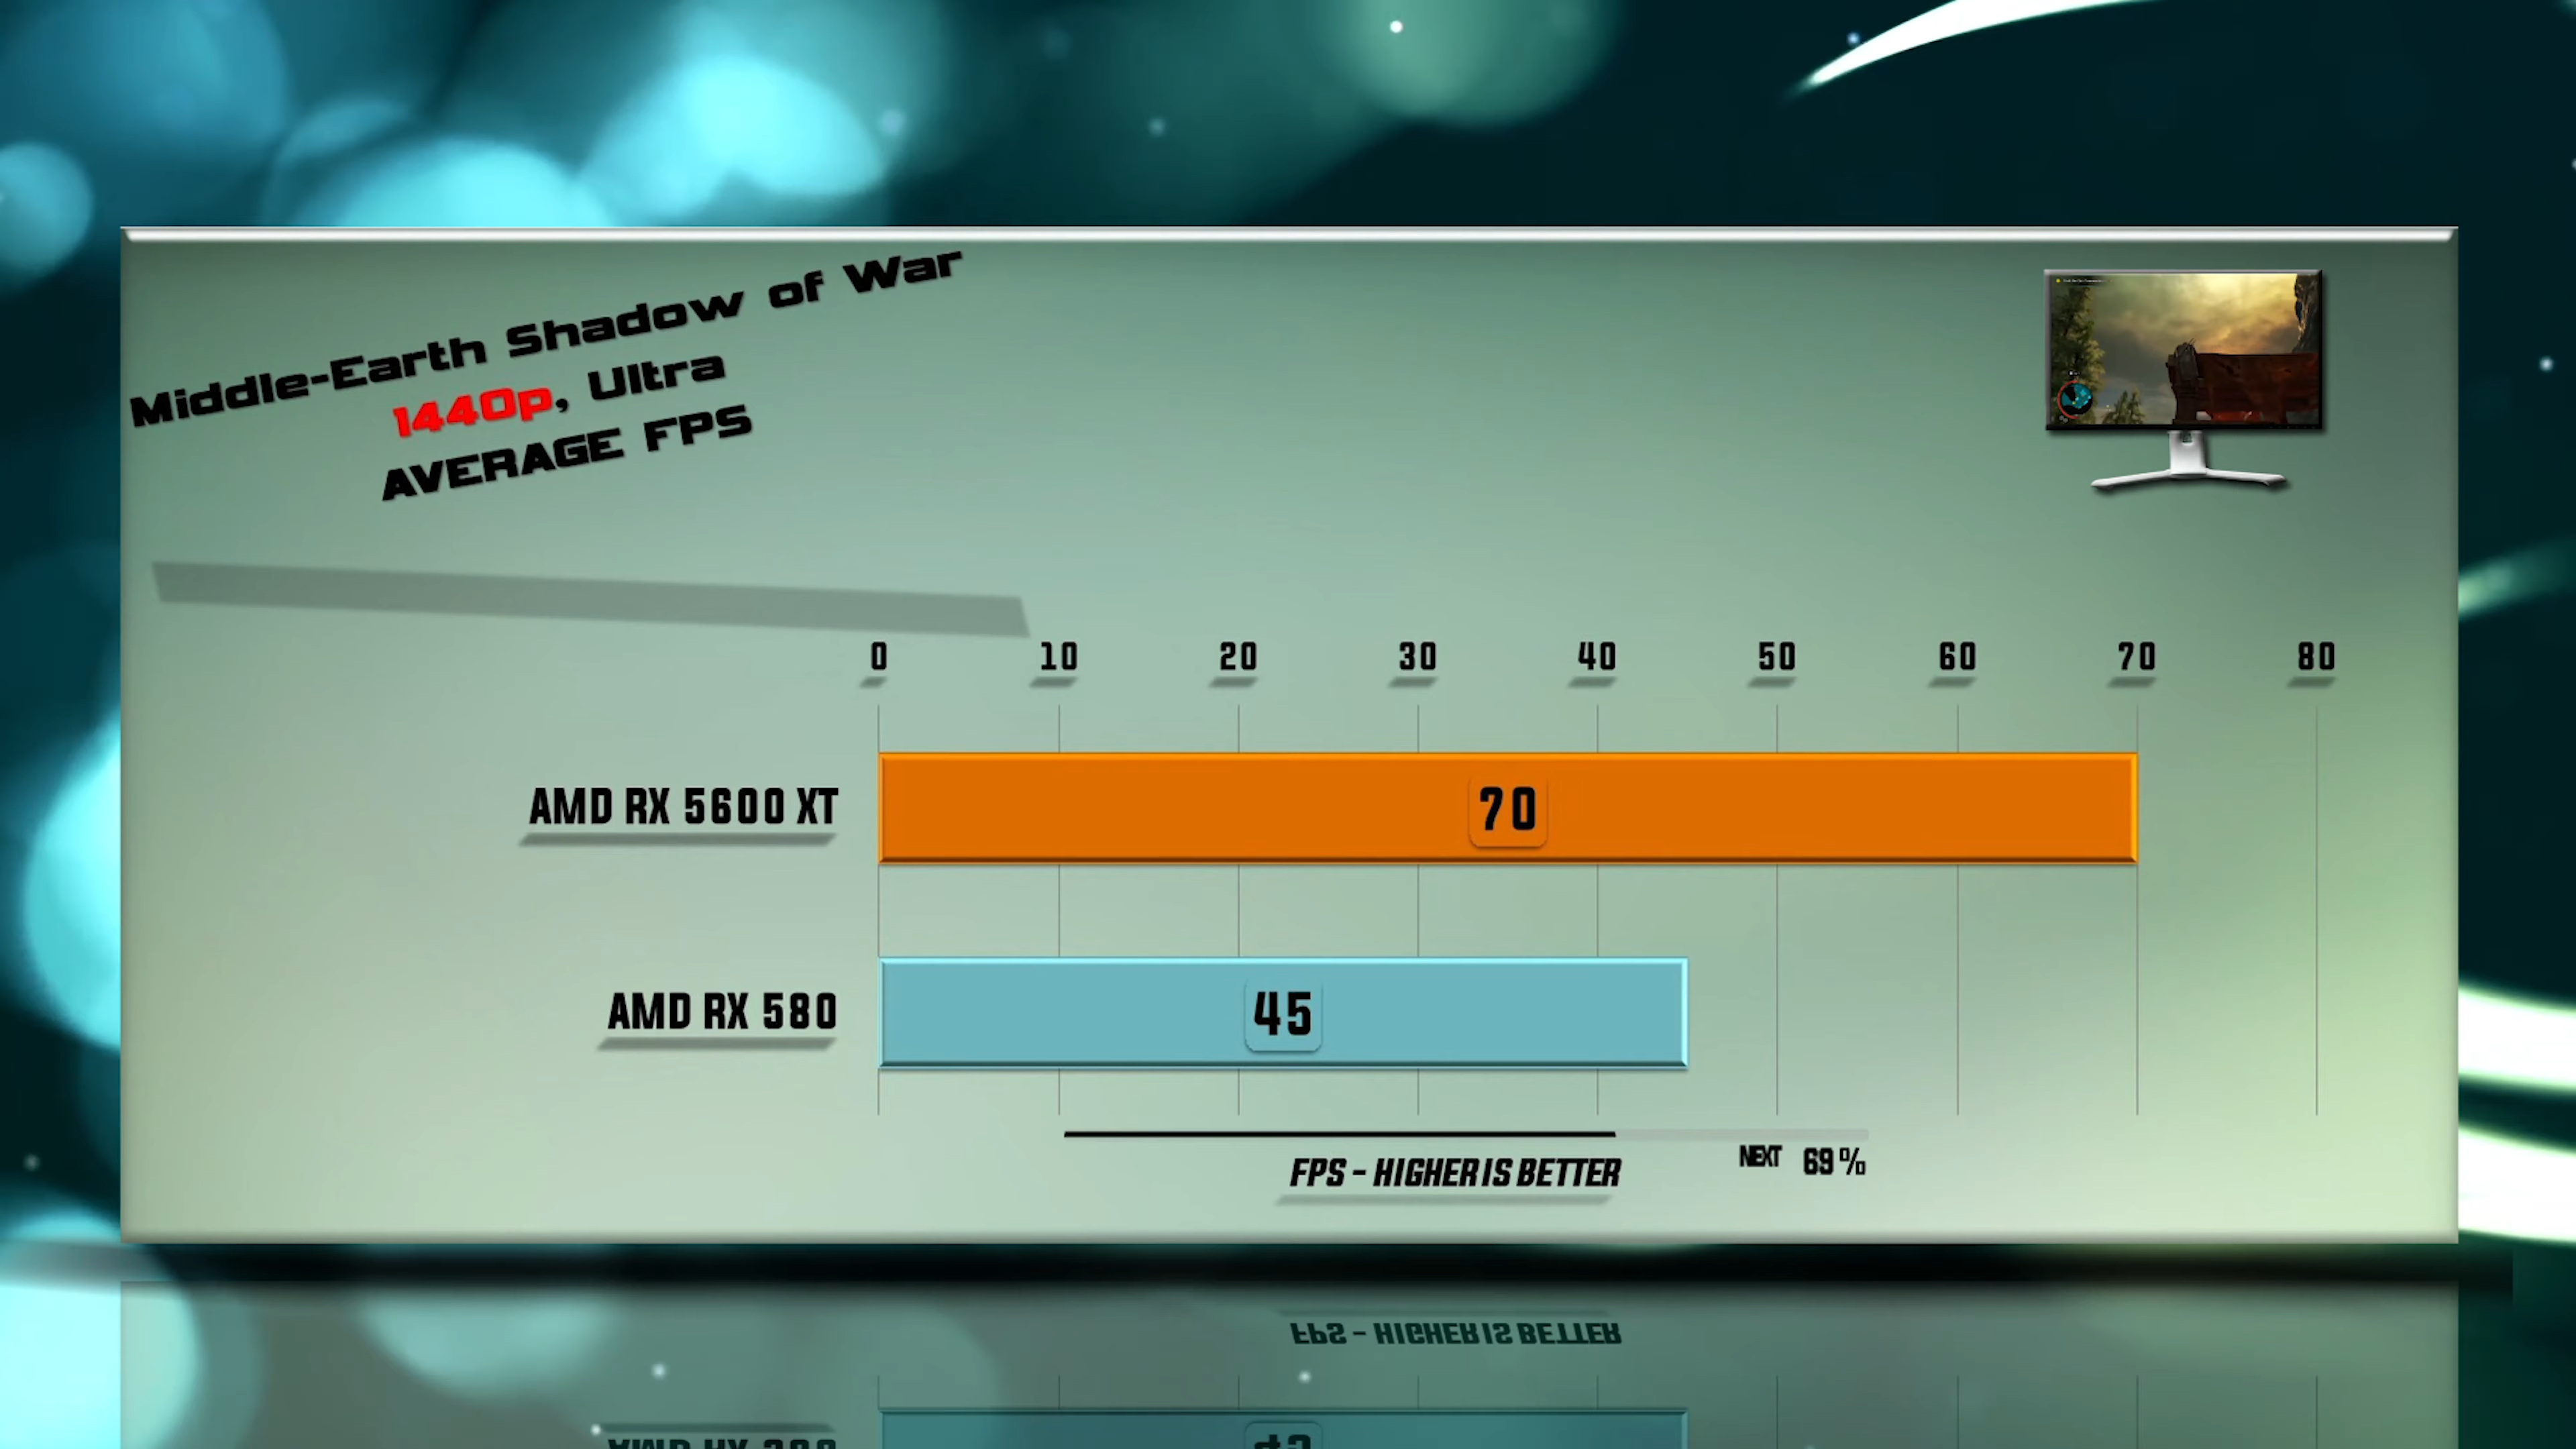 Middle-Earth Shadow of War
1440p, Ultra
AVERAGE FPS
0 10 20 30 40 50 60 70 80
AMD RX 5600 XT
70
AMD RX 580
45
FPS - HIGHER IS BETTER
NEXT 69%